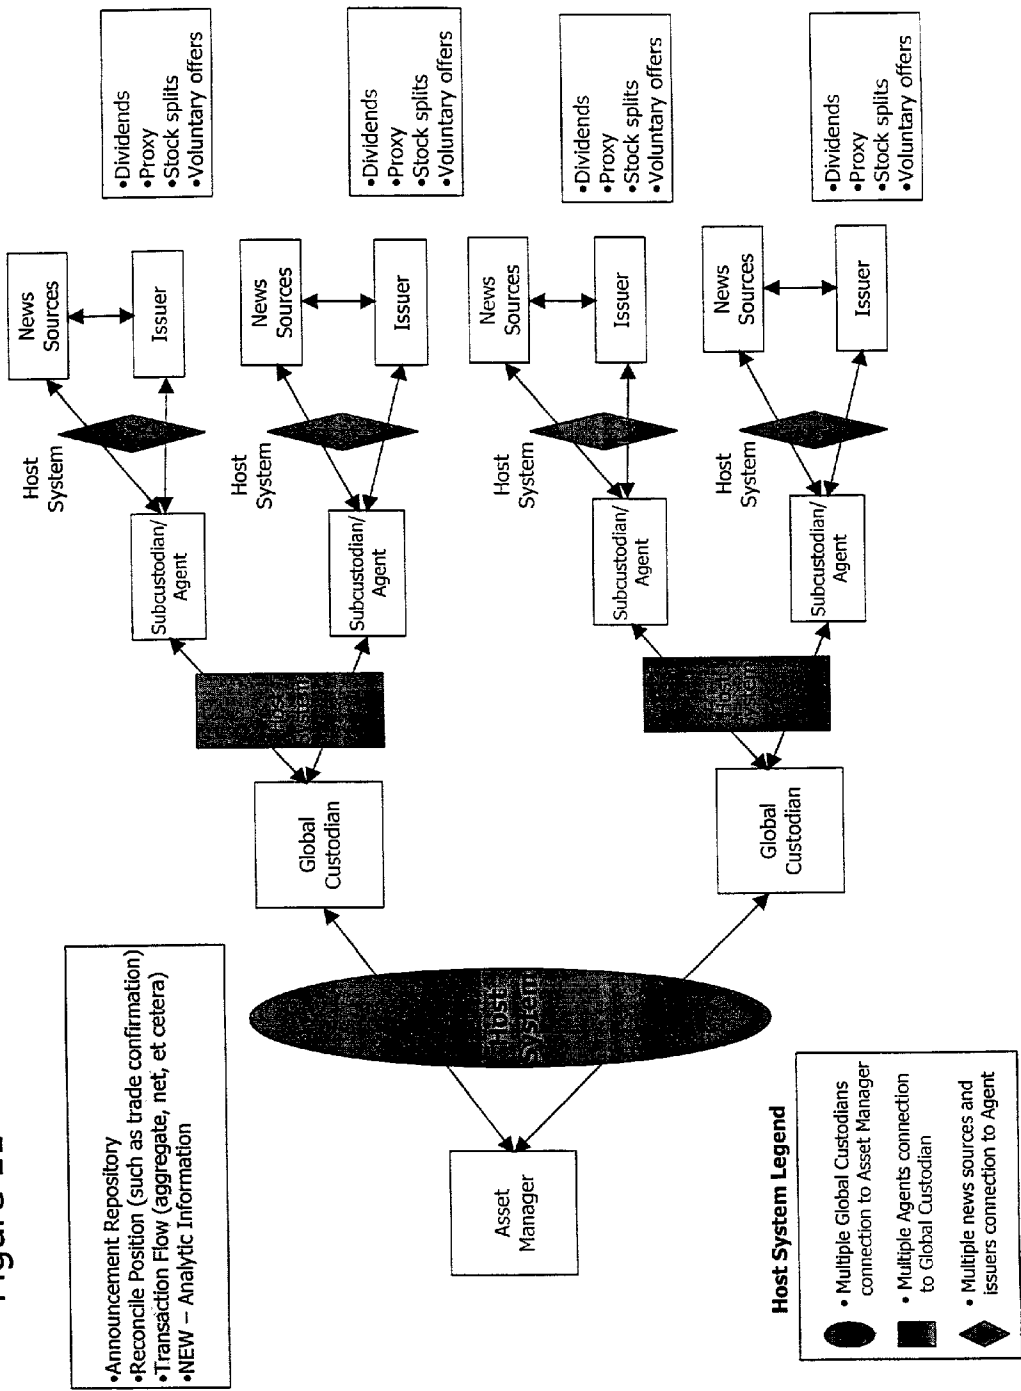 Figure
•Announcement Repository
•Reconcile Position (such as trade confirmation)
•Transaction Flow (aggregate, net, et cetera)
•NEW – Analytic Information
Asset
Manager
Host
System
Global
Custodian
Host
System
Subcustodian/
Agent
Host
System
News
Sources
Issuer
•Dividends
•Proxy
•Stock splits
•Voluntary offers
Subcustodian/
Agent
Host
System
News
Sources
Issuer
•Dividends
•Proxy
•Stock splits
•Voluntary offers
Global
Custodian
Host
System
Subcustodian/
Agent
Host
System
News
Sources
Issuer
•Dividends
•Proxy
•Stock splits
•Voluntary offers
Subcustodian/
Agent
Host
System
News
Sources
Issuer
•Dividends
•Proxy
•Stock splits
•Voluntary offers
Host System Legend
• Multiple Global Custodians
connection to Asset Manager
• Multiple Agents connection
to Global Custodian
• Multiple news sources and
issuers connection to Agent